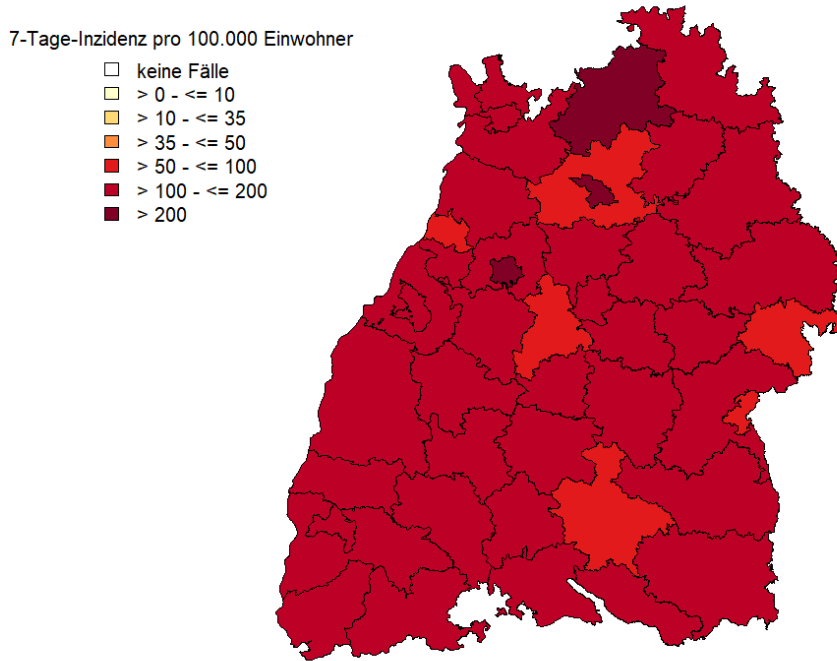 7-Tage-Inzidenz pro 100.000 Einwohner
keine Fälle
> 0 - <= 10
> 10 - <= 35
> 35 - <= 50
> 50 - <= 100
> 100 - <= 200
> 200